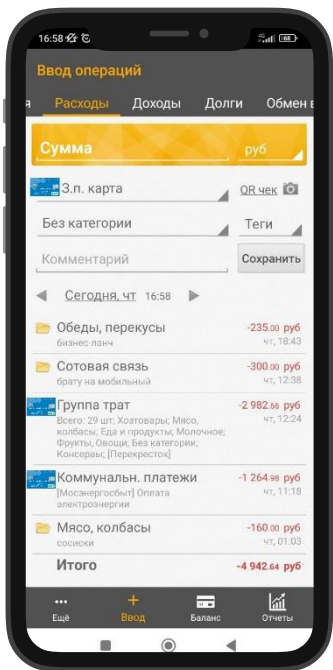 16:58
4G 68
Ввод операций
я Расходы Доходы Долги Обмен в
Сумма руб
З.п. карта QR чек
Без категории Теги
Комментарий Сохранить
Сегодня, чт 16:58
Обеды, перекусы -235.00 руб
бизнес-ланч чт, 18:43
Сотовая связь -300.00 руб
брату на мобильный чт, 12:38
Группа трат -2 982.66 руб
Всего: 29 шт; Хозтовары; Мясо, чт, 12:24
колбасы; Еда и продукты; Молочное;
Фрукты, Овощи; Без категории;
Консервы; [Перекресток]
Коммунальн. платежи -1 264.98 руб
[Мосэнергосбыт] Оплата чт, 11:18
электроэнергии
Мясо, колбасы -160.00 руб
сосиски чт, 01:03
Итого -4 942.64 руб
Ещё Ввод Баланс Отчеты